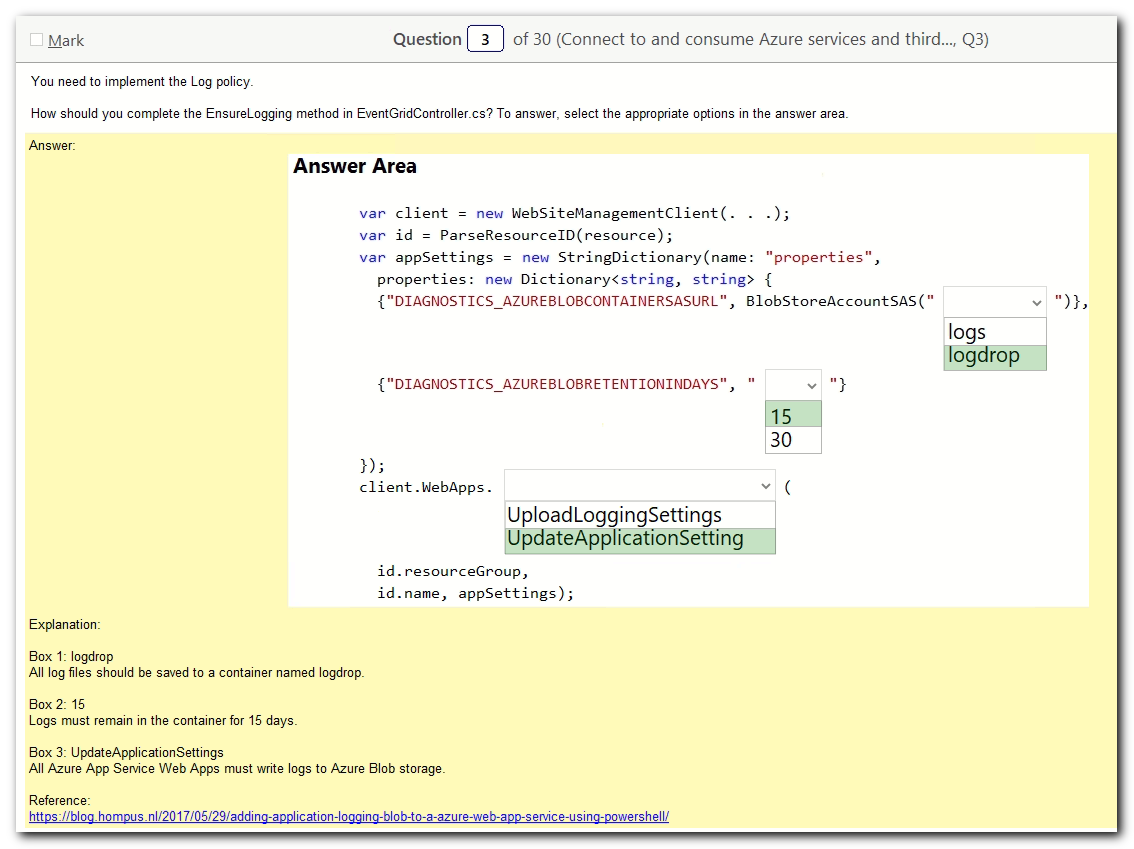 Mark
Question 3 of 30 (Connect to and consume Azure services and third..., Q3)
You need to implement the Log policy.
How should you complete the EnsureLogging method in EventGridController.cs? To answer, select the appropriate options in the answer area.
Answer:
Answer Area
var client = new WebSiteManagementClient(. . .);
var id = ParseResourceID(resource);
var appSettings = new StringDictionary(name: "properties",
properties: new Dictionary<string, string> {
{"DIAGNOSTICS_AZUREBLOBCONTAINERSASURL", BlobStoreAccountSAS(" ")},
logs
logdrop
{"DIAGNOSTICS_AZUREBLOBRETENTIONINDAYS", " "}
15
30
});
client.WebApps. (
UploadLoggingSettings
UpdateApplicationSetting
id.resourceGroup,
id.name, appSettings);
Explanation:
Box 1: logdrop
All log files should be saved to a container named logdrop.
Box 2: 15
Logs must remain in the container for 15 days.
Box 3: UpdateApplicationSettings
All Azure App Service Web Apps must write logs to Azure Blob storage.
Reference:
https://blog.hompus.nl/2017/05/29/adding-application-logging-blob-to-a-azure-web-app-service-using-powershell/